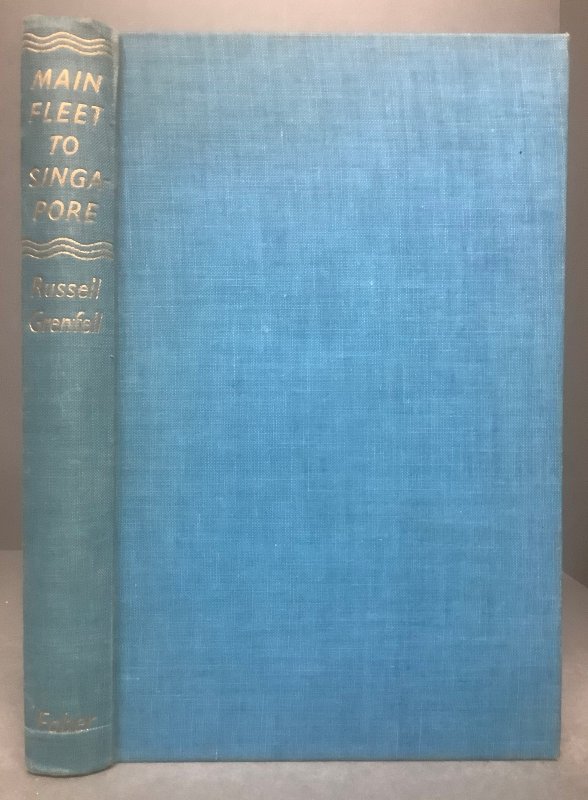 MAIN
FLEET
TO
SINGA-
PORE
Russell
Grenfell
Faber